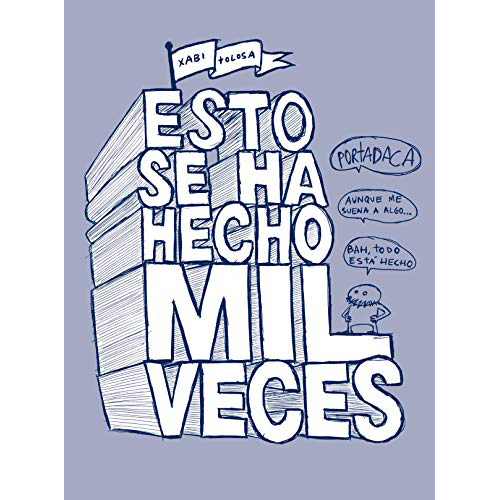 XABI TOLOSA
ESTO
SE HA
HECHO
MIL
VECES
PORTADACA
AUNQUE ME
SUENA A ALGO...
BAH, TODO
ESTÁ HECHO